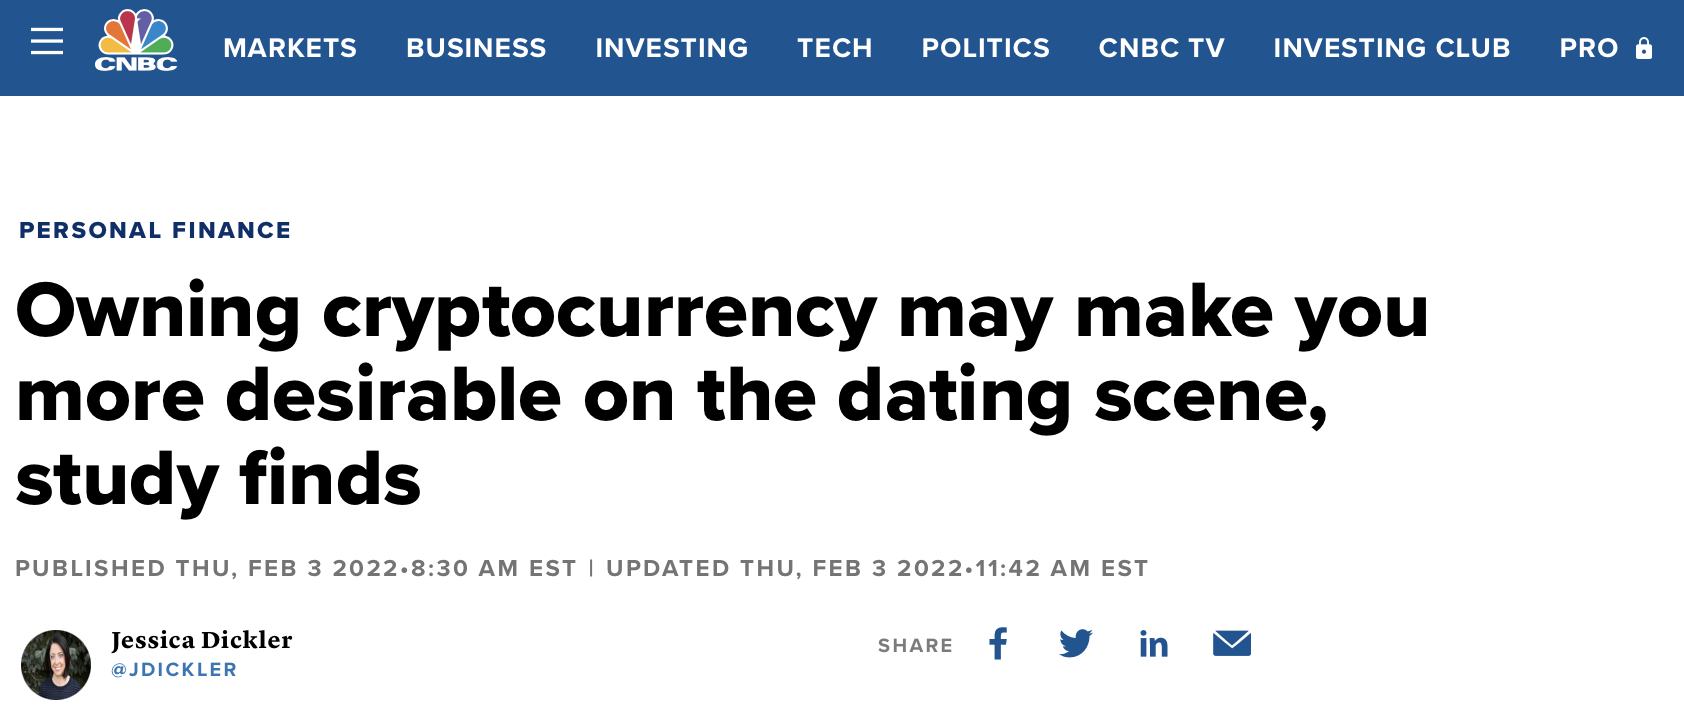 CNBC
MARKETS BUSINESS INVESTING TECH POLITICS CNBC TV INVESTING CLUB PRO
PERSONAL FINANCE
Owning cryptocurrency may make you
more desirable on the dating scene,
study finds
PUBLISHED THU, FEB 3 2022•8:30 AM EST | UPDATED THU, FEB 3 2022•11:42 AM EST
Jessica Dickler
@JDICKLER
SHARE